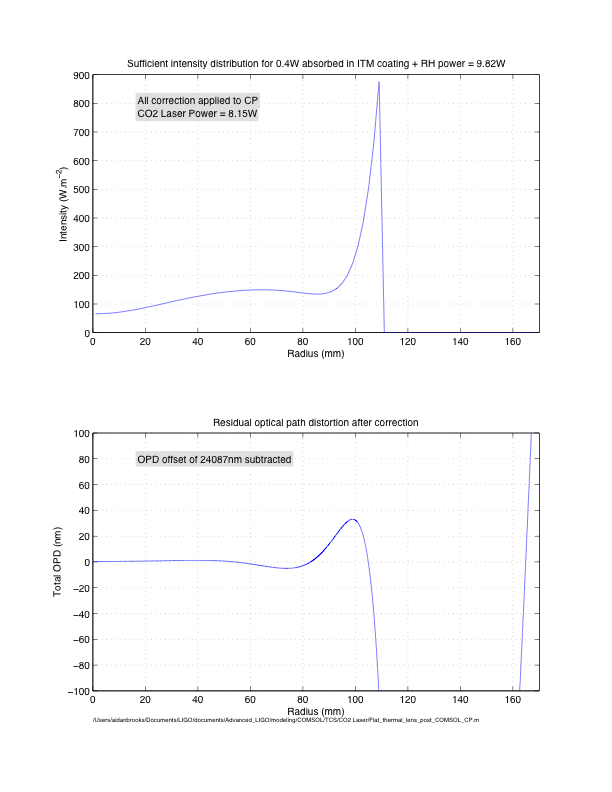 Sufficient intensity distribution for 0.4W absorbed in ITM coating + RH power = 9.82W
900
800
700
600
500
400
300
200
100
0
Intensity (W.m⁻²)
All correction applied to CP
CO2 Laser Power = 8.15W
0 20 40 60 80 100 120 140 160
Radius (mm)
Residual optical path distortion after correction
100
80
60
40
20
0
−20
−40
−60
−80
−100
Total OPD (nm)
OPD offset of 24087nm subtracted
0 20 40 60 80 100 120 140 160
Radius (mm)
/Users/aidanbrooks/Documents/LIGO/documents/Advanced_LIGO/modeling/COMSOL/TCS/CO2 Laser/Flat_thermal_lens_post_COMSOL_CP.m